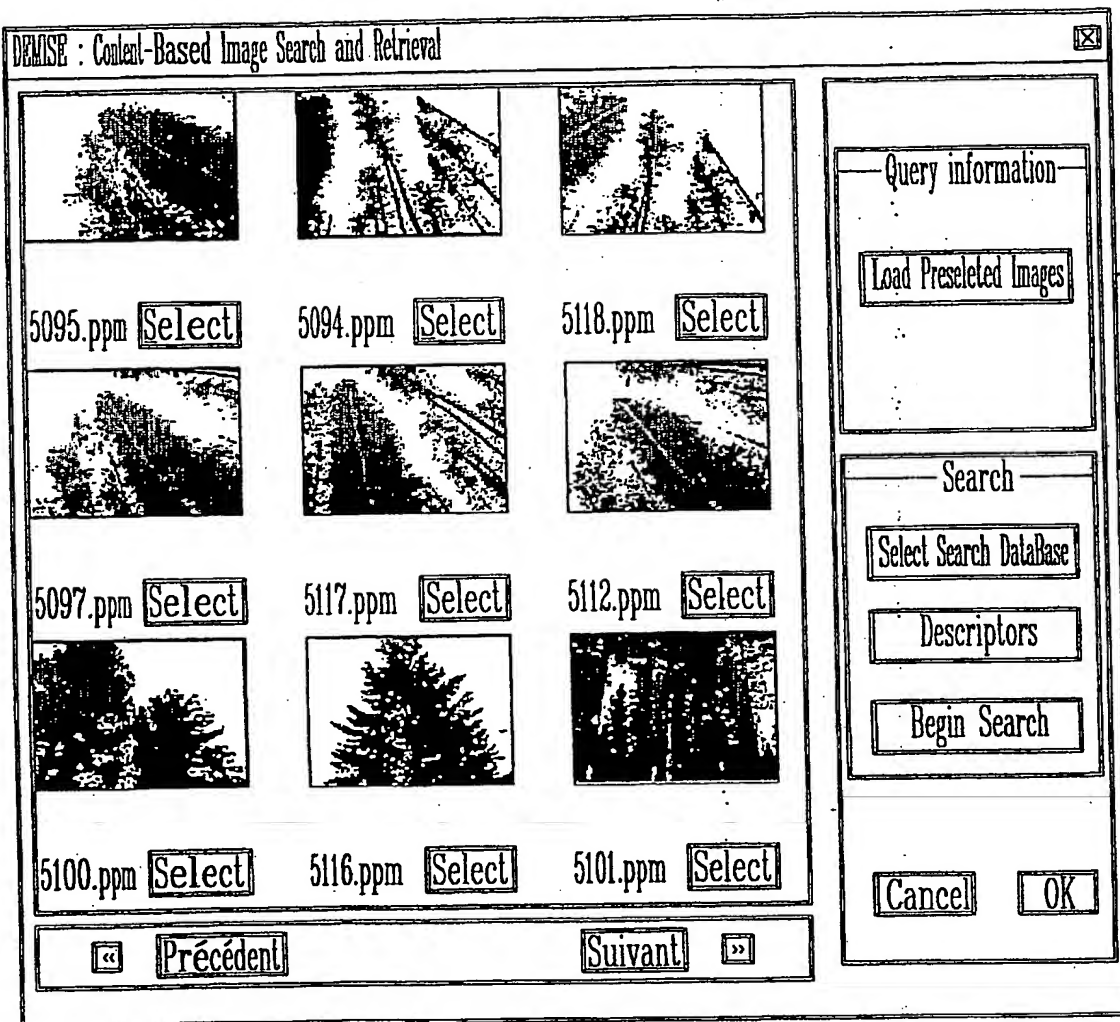 DEMISE : Content-Based Image Search and Retrieval
5095.ppm Select 5094.ppm Select 5118.ppm Select
5097.ppm Select 5117.ppm Select 5112.ppm Select
5100.ppm Select 5116.ppm Select 5101.ppm Select
« Précédent Suivant »
Query information
Load Preseleted Images
Search
Select Search DataBase
Descriptors
Begin Search
Cancel OK